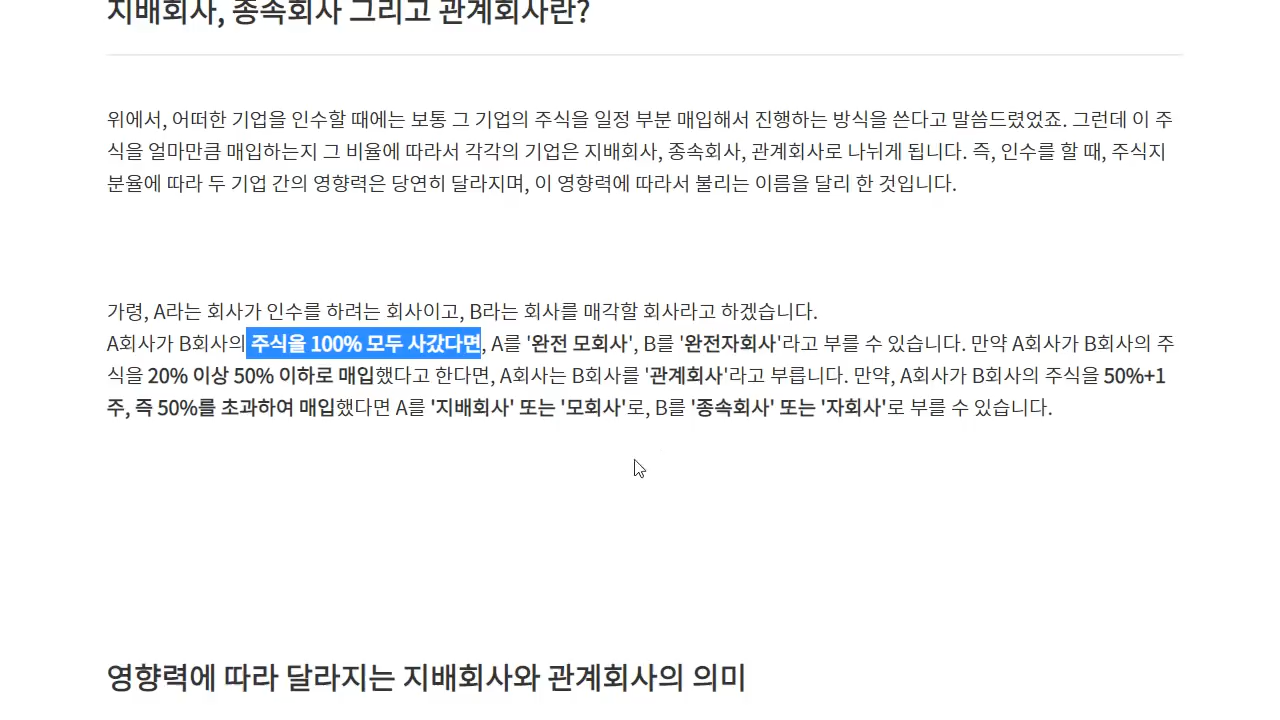 지배회사, 종속회사 그리고 관계회사란?
위에서, 어떠한 기업을 인수할 때에는 보통 그 기업의 주식을 일정 부분 매입해서 진행하는 방식을 쓴다고 말씀드렸었죠. 그런데 이 주
식을 얼마만큼 매입하는지 그 비율에 따라서 각각의 기업은 지배회사, 종속회사, 관계회사로 나뉘게 됩니다. 즉, 인수를 할 때, 주식지
분율에 따라 두 기업 간의 영향력은 당연히 달라지며, 이 영향력에 따라서 불리는 이름을 달리 한 것입니다.
가령, A라는 회사가 인수를 하려는 회사이고, B라는 회사를 매각할 회사라고 하겠습니다.
A회사가 B회사의 주식을 100% 모두 사갔다면, A를 '완전 모회사', B를 '완전자회사'라고 부를 수 있습니다. 만약 A회사가 B회사의 주
식을 20% 이상 50% 이하로 매입했다고 한다면, A회사는 B회사를 '관계회사'라고 부릅니다. 만약, A회사가 B회사의 주식을 50%+1
주, 즉 50%를 초과하여 매입했다면 A를 '지배회사' 또는 '모회사'로, B를 '종속회사' 또는 '자회사'로 부를 수 있습니다.
영향력에 따라 달라지는 지배회사와 관계회사의 의미